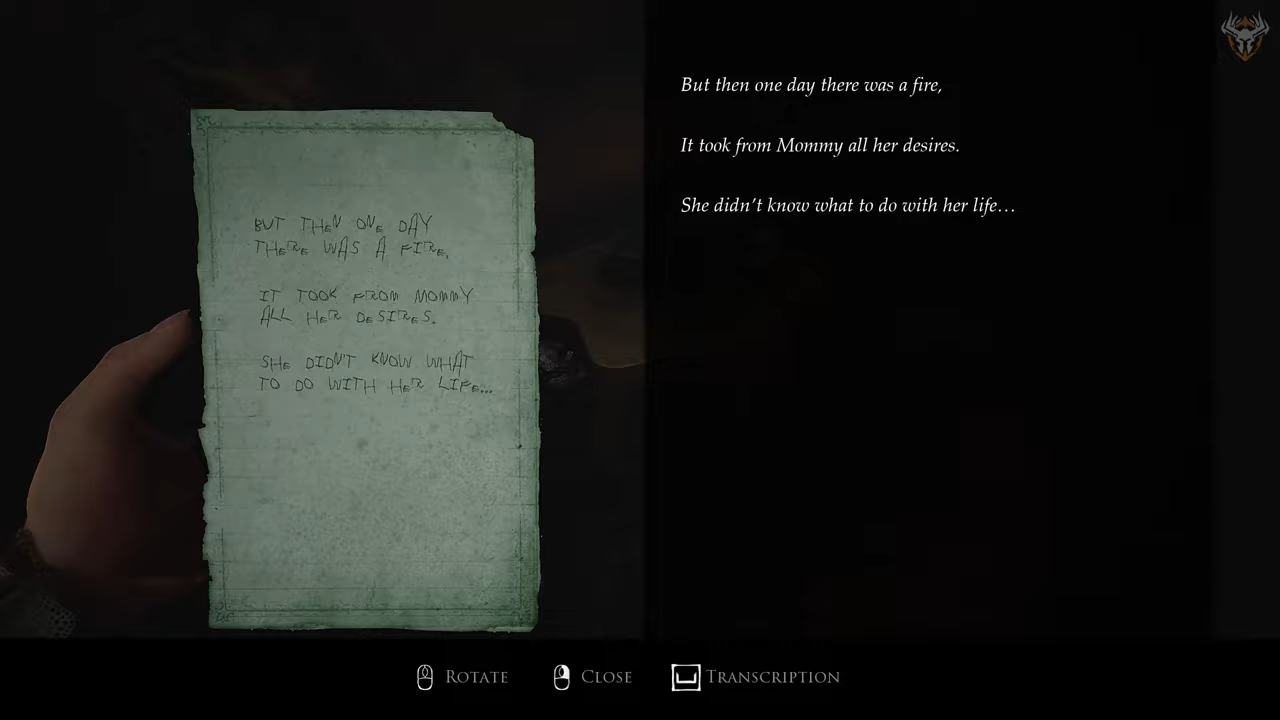 BUT THEN ONE DAY
THERE WAS A FIRE,
IT TOOK FROM MOMMY
ALL HER DESIRES.
SHE DIDN'T KNOW WHAT
TO DO WITH HER LIFE...
But then one day there was a fire,
It took from Mommy all her desires.
She didn't know what to do with her life…
ROTATE
CLOSE
TRANSCRIPTION